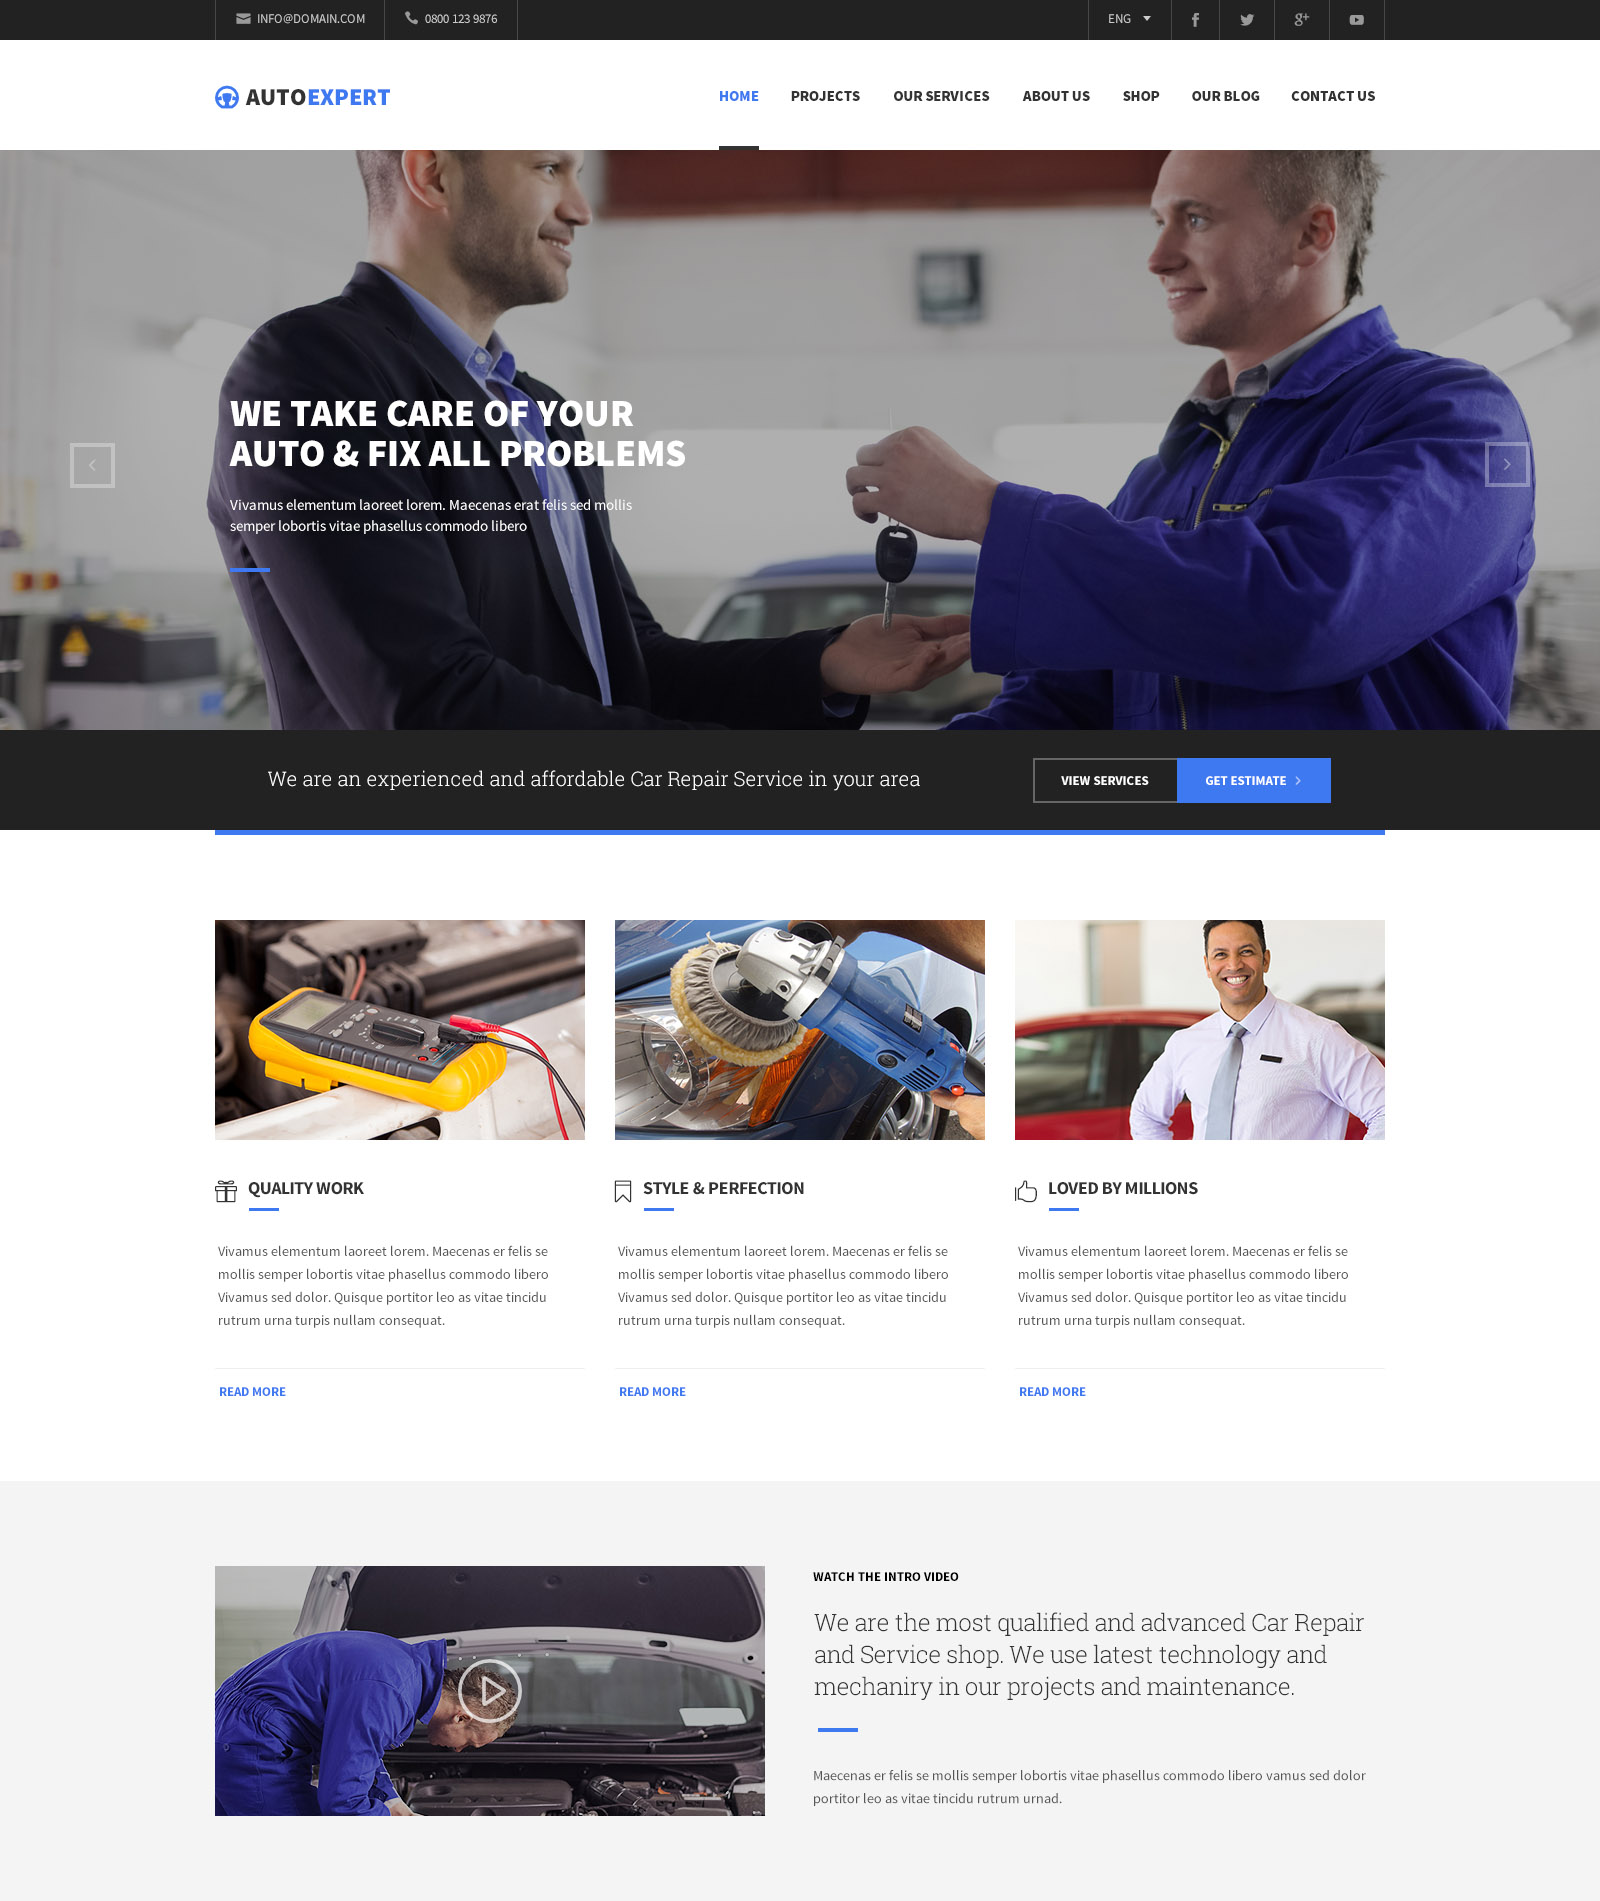 INFO@DOMAIN.COM
0800 123 9876
ENG
AUTOEXPERT
HOME
PROJECTS
OUR SERVICES
ABOUT US
SHOP
OUR BLOG
CONTACT US
WE TAKE CARE OF YOUR
AUTO & FIX ALL PROBLEMS
Vivamus elementum laoreet lorem. Maecenas erat felis sed mollis
semper lobortis vitae phasellus commodo libero
We are an experienced and affordable Car Repair Service in your area
VIEW SERVICES
GET ESTIMATE
QUALITY WORK
Vivamus elementum laoreet lorem. Maecenas er felis se
mollis semper lobortis vitae phasellus commodo libero
Vivamus sed dolor. Quisque portitor leo as vitae tincidu
rutrum urna turpis nullam consequat.
READ MORE
STYLE & PERFECTION
Vivamus elementum laoreet lorem. Maecenas er felis se
mollis semper lobortis vitae phasellus commodo libero
Vivamus sed dolor. Quisque portitor leo as vitae tincidu
rutrum urna turpis nullam consequat.
READ MORE
LOVED BY MILLIONS
Vivamus elementum laoreet lorem. Maecenas er felis se
mollis semper lobortis vitae phasellus commodo libero
Vivamus sed dolor. Quisque portitor leo as vitae tincidu
rutrum urna turpis nullam consequat.
READ MORE
WATCH THE INTRO VIDEO
We are the most qualified and advanced Car Repair
and Service shop. We use latest technology and
mechaniry in our projects and maintenance.
Maecenas er felis se mollis semper lobortis vitae phasellus commodo libero vamus sed dolor
portitor leo as vitae tincidu rutrum urnad.